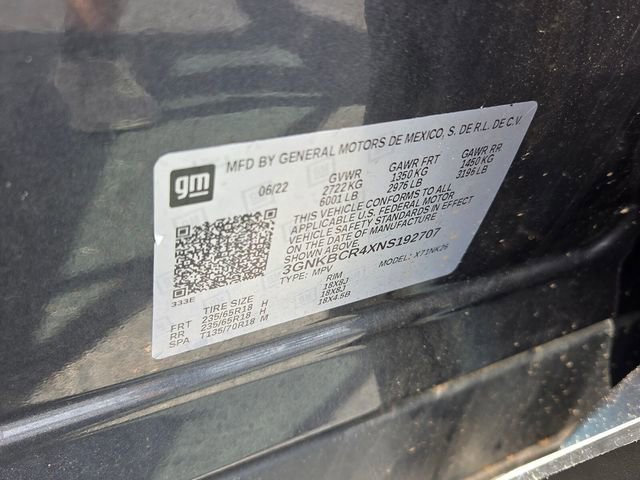 gm
MFD BY GENERAL MOTORS DE MEXICO, S. DE R.L. DE C.V.
06/22 GVWR GAWR FRT GAWR RR
2722 KG 1350 KG 1450 KG
6001 LB 2976 LB 3196 LB
THIS VEHICLE CONFORMS TO ALL
APPLICABLE U.S. FEDERAL MOTOR
VEHICLE SAFETY STANDARDS IN EFFECT
ON THE DATE OF MANUFACTURE
SHOWN ABOVE.
3GNKBCR4XNS192707
TYPE: MPV MODEL: X71NK26
333E
TIRE SIZE RIM
FRT 235/65R18 H 18X8J
RR 235/65R18 H 18X8J
SPA T135/70R18 M 18X4.5B